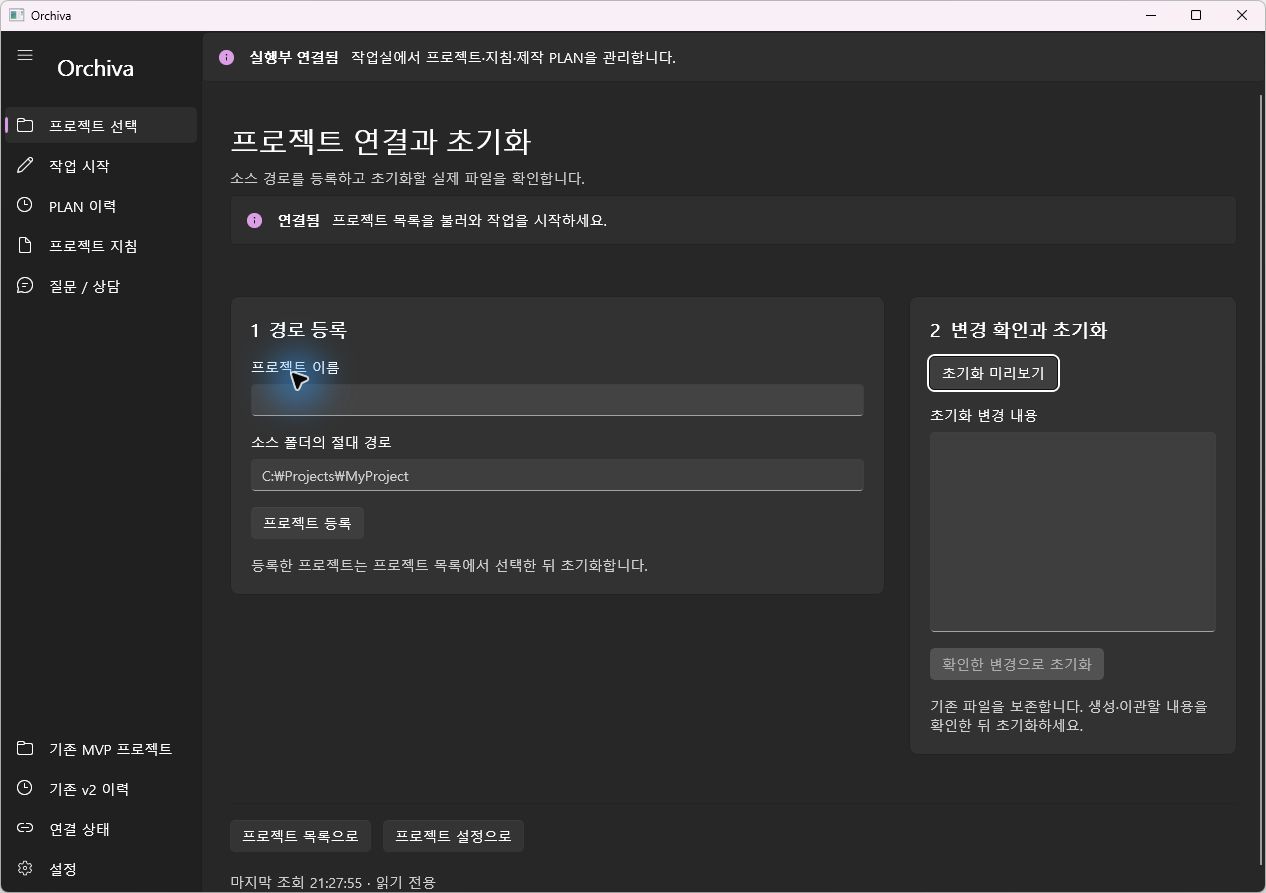 Orchiva
Orchiva
실행부 연결됨 작업실에서 프로젝트·지침·제작 PLAN을 관리합니다.
프로젝트 선택
작업 시작
PLAN 이력
프로젝트 지침
질문 / 상담
프로젝트 연결과 초기화
소스 경로를 등록하고 초기화할 실제 파일을 확인합니다.
연결됨 프로젝트 목록을 불러와 작업을 시작하세요.
1 경로 등록
프로젝트 이름
소스 폴더의 절대 경로
C:₩Projects₩MyProject
프로젝트 등록
등록한 프로젝트는 프로젝트 목록에서 선택한 뒤 초기화합니다.
2 변경 확인과 초기화
초기화 미리보기
초기화 변경 내용
확인한 변경으로 초기화
기존 파일을 보존합니다. 생성·이관할 내용을
확인한 뒤 초기화하세요.
기존 MVP 프로젝트
기존 v2 이력
연결 상태
설정
프로젝트 목록으로
프로젝트 설정으로
마지막 조회 21:27:55 · 읽기 전용